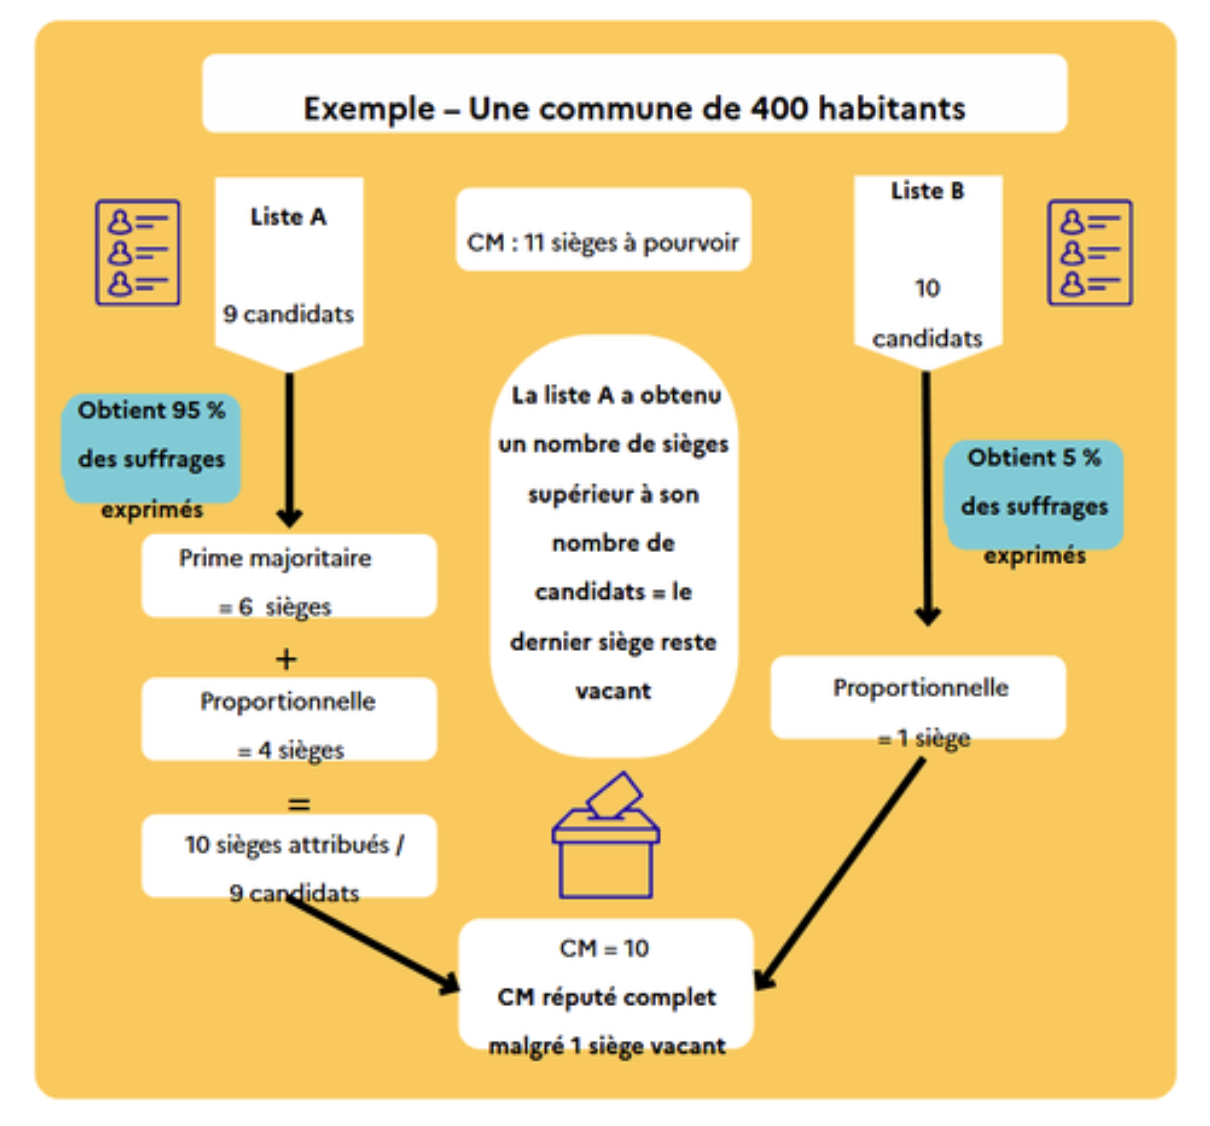 Exemple – Une commune de 400 habitants
Liste A
9 candidats
CM : 11 sièges à pourvoir
Liste B
10
candidats
Obtient 95 %
des suffrages
exprimés
La liste A a obtenu
un nombre de sièges
supérieur à son
nombre de
candidats = le
dernier siège reste
vacant
Obtient 5 %
des suffrages
exprimés
Prime majoritaire
= 6 sièges
+
Proportionnelle
= 4 sièges
=
10 sièges attribués /
9 candidats
Proportionnelle
= 1 siège
CM = 10
CM réputé complet
malgré 1 siège vacant